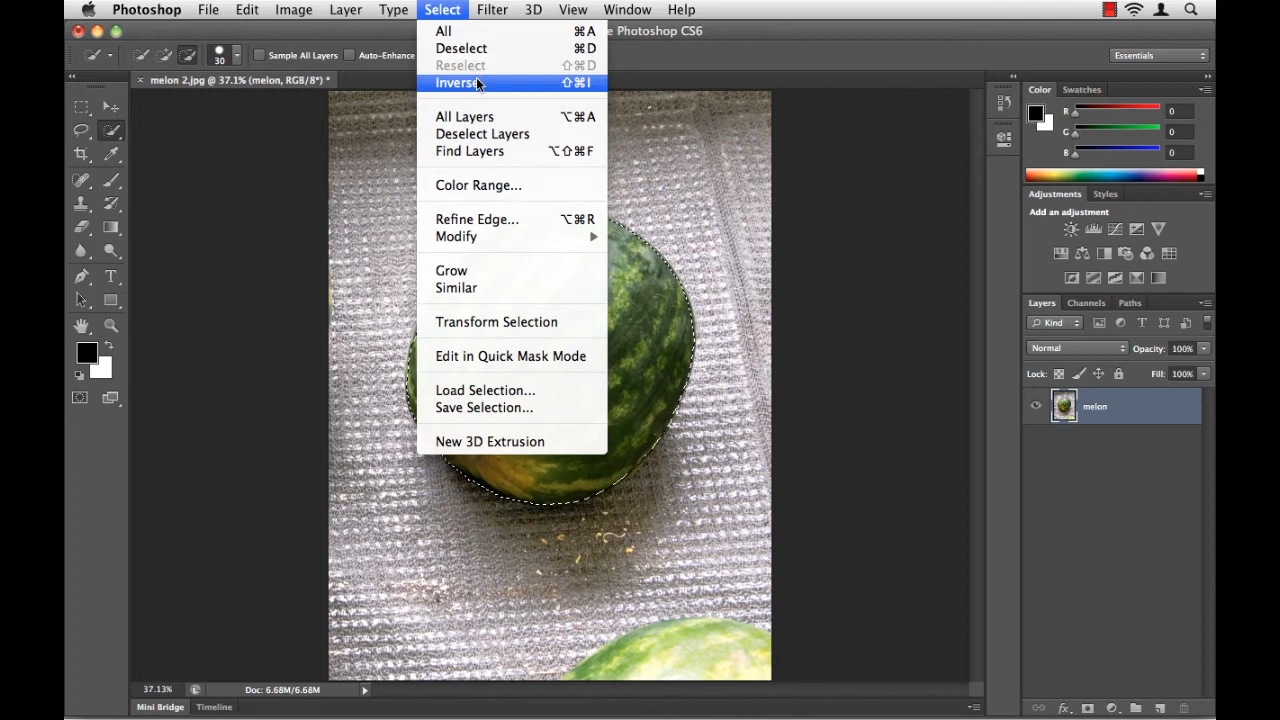 Photoshop File Edit Image Layer Type Select Filter 3D View Window Help
e Photoshop CS6
30 Sample All Layers Auto-Enhance Essentials
× melon 2.jpg @ 37.1% (melon, RGB/8*) *
All ⌘A
Deselect ⌘D
Reselect ⇧⌘D
Inverse ⇧⌘I
All Layers ⌥⌘A
Deselect Layers
Find Layers ⌥⇧⌘F
Color Range...
Refine Edge... ⌥⌘R
Modify
Grow
Similar
Transform Selection
Edit in Quick Mask Mode
Load Selection...
Save Selection...
New 3D Extrusion
Color Swatches
R 0
G 0
B 0
Adjustments Styles
Add an adjustment
Layers Channels Paths
Kind
Normal Opacity: 100%
Lock: Fill: 100%
melon
37.13% Doc: 6.68M/6.68M
Mini Bridge Timeline